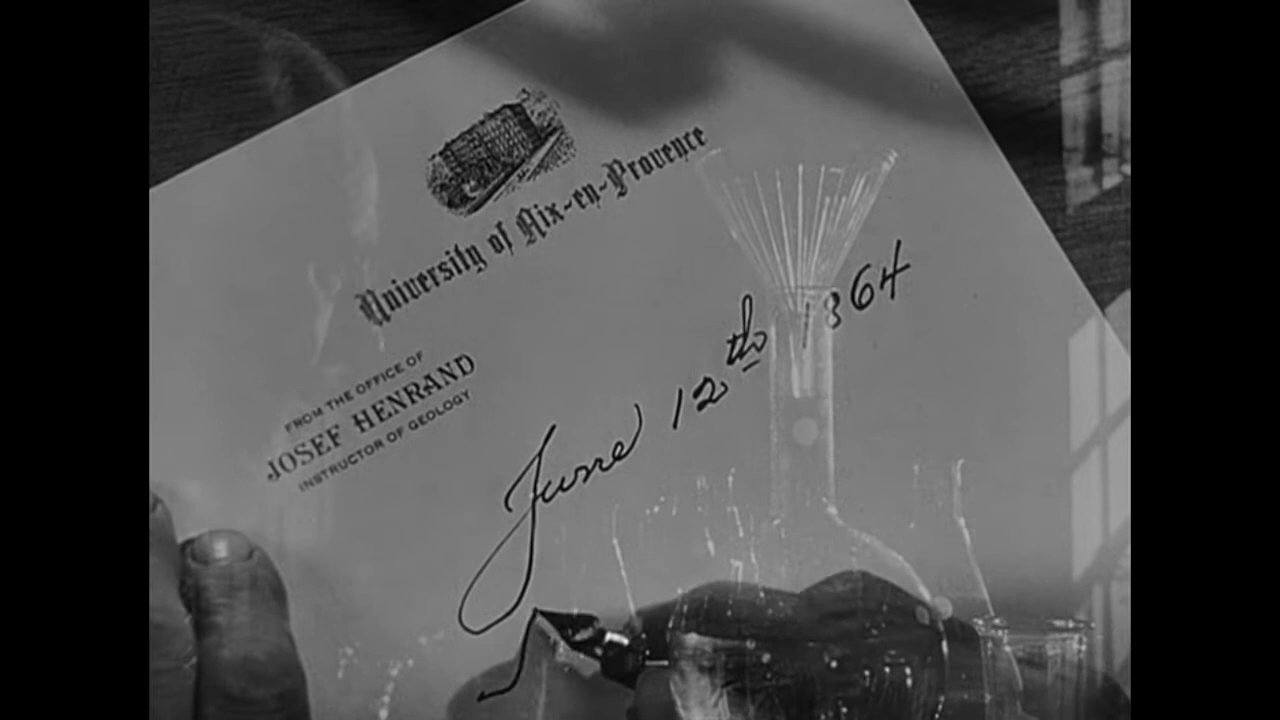 University of Aix-en-Provence
FROM THE OFFICE OF
JOSEF HENRAND
INSTRUCTOR OF GEOLOGY
June 12th 1864